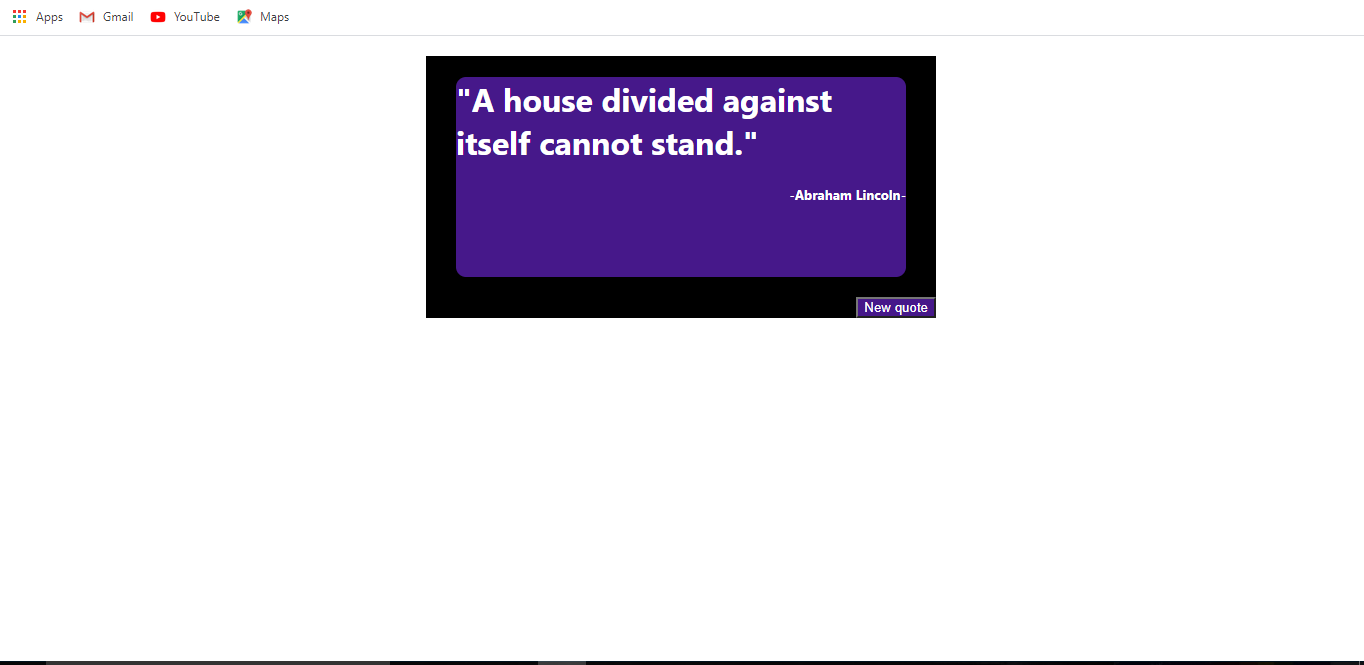 Apps Gmail YouTube Maps
"A house divided against
itself cannot stand."
-Abraham Lincoln-
New quote